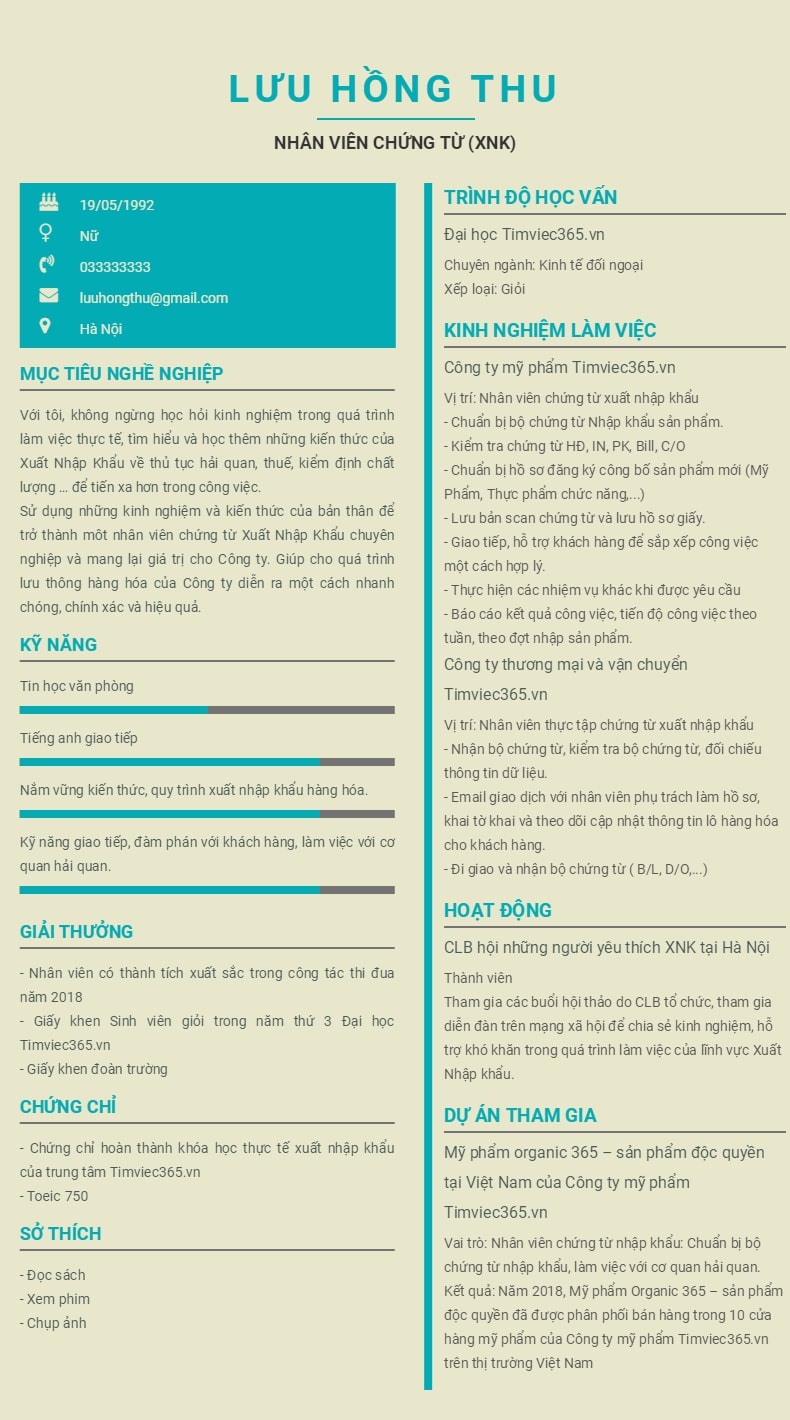 LƯU HỒNG THU
NHÂN VIÊN CHỨNG TỪ (XNK)
19/05/1992
Nữ
033333333
luuhongthu@gmail.com
Hà Nội
MỤC TIÊU NGHỀ NGHIỆP
Với tôi, không ngừng học hỏi kinh nghiệm trong quá trình
làm việc thực tế, tìm hiểu và học thêm những kiến thức của
Xuất Nhập Khẩu về thủ tục hải quan, thuế, kiểm định chất
lượng … để tiến xa hơn trong công việc.
Sử dụng những kinh nghiệm và kiến thức của bản thân để
trở thành một nhân viên chứng từ Xuất Nhập Khẩu chuyên
nghiệp và mang lại giá trị cho Công ty. Giúp cho quá trình
lưu thông hàng hóa của Công ty diễn ra một cách nhanh
chóng, chính xác và hiệu quả.
KỸ NĂNG
Tin học văn phòng
Tiếng anh giao tiếp
Nắm vững kiến thức, quy trình xuất nhập khẩu hàng hóa.
Kỹ năng giao tiếp, đàm phán với khách hàng, làm việc với cơ
quan hải quan.
GIẢI THƯỞNG
- Nhân viên có thành tích xuất sắc trong công tác thi đua
năm 2018
- Giấy khen Sinh viên giỏi trong năm thứ 3 Đại học
Timviec365.vn
- Giấy khen đoàn trường
CHỨNG CHỈ
- Chứng chỉ hoàn thành khóa học thực tế xuất nhập khẩu
của trung tâm Timviec365.vn
- Toeic 750
SỞ THÍCH
- Đọc sách
- Xem phim
- Chụp ảnh
TRÌNH ĐỘ HỌC VẤN
Đại học Timviec365.vn
Chuyên ngành: Kinh tế đối ngoại
Xếp loại: Giỏi
KINH NGHIỆM LÀM VIỆC
Công ty mỹ phẩm Timviec365.vn
Vị trí: Nhân viên chứng từ xuất nhập khẩu
- Chuẩn bị bộ chứng từ Nhập khẩu sản phẩm.
- Kiểm tra chứng từ HĐ, IN, PK, Bill, C/O
- Chuẩn bị hồ sơ đăng ký công bố sản phẩm mới (Mỹ
Phẩm, Thực phẩm chức năng,...)
- Lưu bản scan chứng từ và lưu hồ sơ giấy.
- Giao tiếp, hỗ trợ khách hàng để sắp xếp công việc
một cách hợp lý.
- Thực hiện các nhiệm vụ khác khi được yêu cầu
- Báo cáo kết quả công việc, tiến độ công việc theo
tuần, theo đợt nhập sản phẩm.
Công ty thương mại và vận chuyển
Timviec365.vn
Vị trí: Nhân viên thực tập chứng từ xuất nhập khẩu
- Nhận bộ chứng từ, kiểm tra bộ chứng từ, đối chiếu
thông tin dữ liệu.
- Email giao dịch với nhân viên phụ trách làm hồ sơ,
khai tờ khai và theo dõi cập nhật thông tin lô hàng hóa
cho khách hàng.
- Đi giao và nhận bộ chứng từ ( B/L, D/O,...)
HOẠT ĐỘNG
CLB hội những người yêu thích XNK tại Hà Nội
Thành viên
Tham gia các buổi hội thảo do CLB tổ chức, tham gia
diễn đàn trên mạng xã hội để chia sẻ kinh nghiệm, hỗ
trợ khó khăn trong quá trình làm việc của lĩnh vực Xuất
Nhập khẩu.
DỰ ÁN THAM GIA
Mỹ phẩm organic 365 – sản phẩm độc quyền
tại Việt Nam của Công ty mỹ phẩm
Timviec365.vn
Vai trò: Nhân viên chứng từ nhập khẩu: Chuẩn bị bộ
chứng từ nhập khẩu, làm việc với cơ quan hải quan.
Kết quả: Năm 2018, Mỹ phẩm Organic 365 – sản phẩm
độc quyền đã được phân phối bán hàng trong 10 cửa
hàng mỹ phẩm của Công ty mỹ phẩm Timviec365.vn
trên thị trường Việt Nam